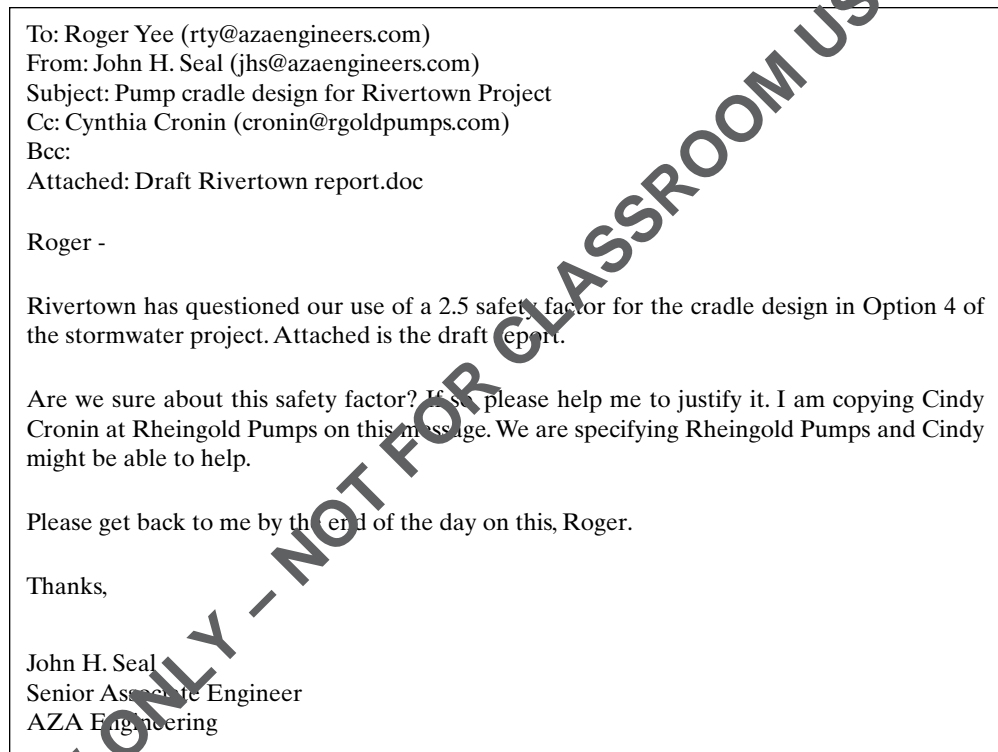 To: Roger Yee (rty@azaengineers.com)
From: John H. Seal (jhs@azaengineers.com)
Subject: Pump cradle design for Rivertown Project
Cc: Cynthia Cronin (cronin@rgoldpumps.com)
Bcc:
Attached: Draft Rivertown report.doc
Roger -
Rivertown has questioned our use of a 2.5 safety factor for the cradle design in Option 4 of
the stormwater project. Attached is the draft report.
Are we sure about this safety factor? If so, please help me to justify it. I am copying Cindy
Cronin at Rheingold Pumps on this message. We are specifying Rheingold Pumps and Cindy
might be able to help.
Please get back to me by the end of the day on this, Roger.
Thanks,
John H. Seal
Senior Associate Engineer
AZA Engineering
ONLY – NOT FOR CLASSROOM US